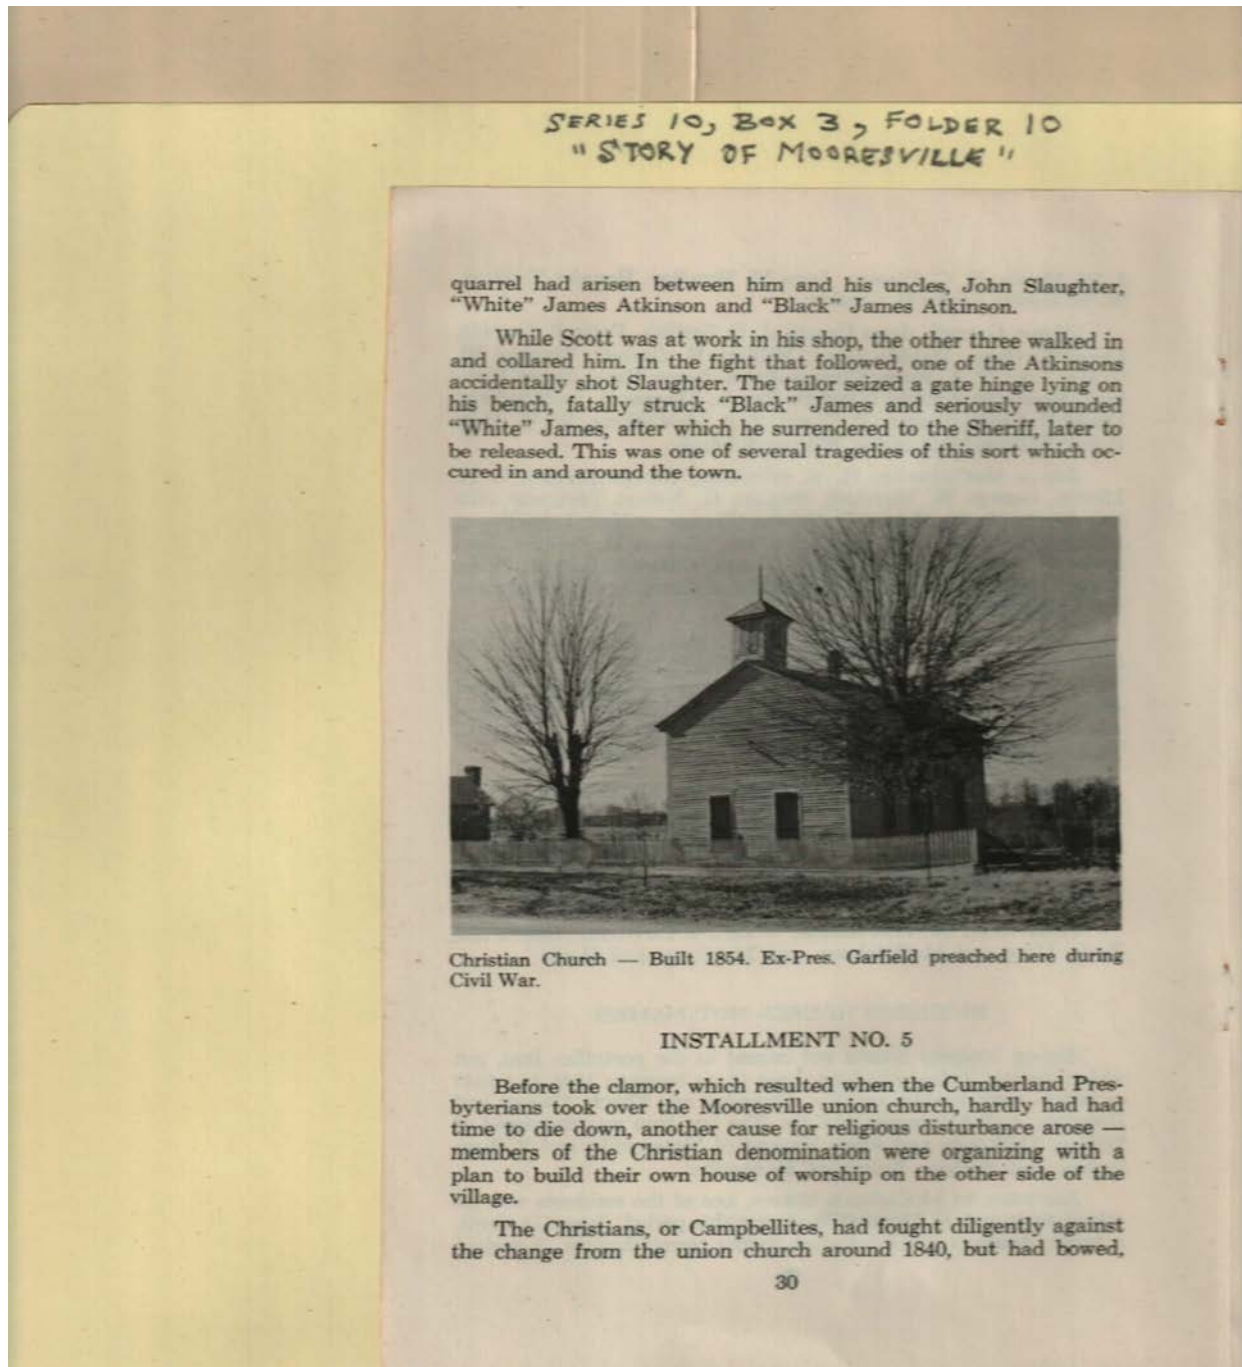 SERIES 10, BOX 3, FOLDER 10
"STORY OF MOORESVILLE"
quarrel had arisen between him and his uncles, John Slaughter,
“White” James Atkinson and “Black” James Atkinson.
While Scott was at work in his shop, the other three walked in
and collared him. In the fight that followed, one of the Atkinsons
accidentally shot Slaughter. The tailor seized a gate hinge lying on
his bench, fatally struck “Black” James and seriously wounded
“White” James, after which he surrendered to the Sheriff, later to
be released. This was one of several tragedies of this sort which oc-
cured in and around the town.
Christian Church — Built 1854. Ex-Pres. Garfield preached here during
Civil War.
INSTALLMENT NO. 5
Before the clamor, which resulted when the Cumberland Pres-
byterians took over the Mooresville union church, hardly had had
time to die down, another cause for religious disturbance arose —
members of the Christian denomination were organizing with a
plan to build their own house of worship on the other side of the
village.
The Christians, or Campbellites, had fought diligently against
the change from the union church around 1840, but had bowed,
30